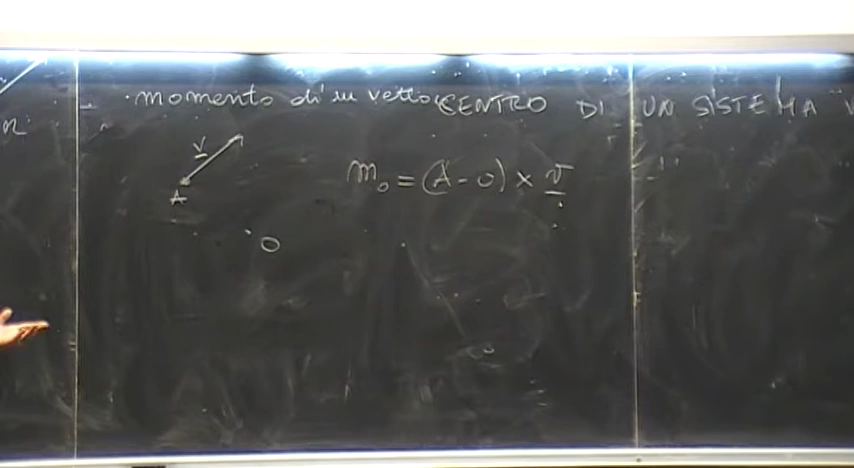 momento di un vettore CENTRO DI UN SISTEMA V
n
V
A
m₀ = (A - O) × v
O